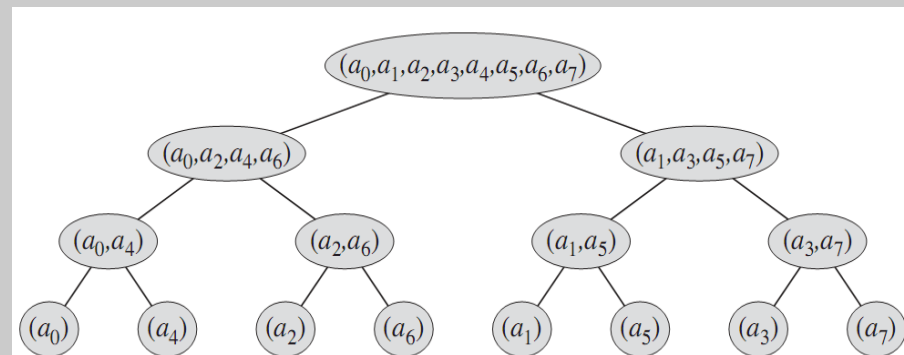 (a₀,a₁,a₂,a₃,a₄,a₅,a₆,a₇)
(a₀,a₂,a₄,a₆) (a₁,a₃,a₅,a₇)
(a₀,a₄) (a₂,a₆) (a₁,a₅) (a₃,a₇)
(a₀) (a₄) (a₂) (a₆) (a₁) (a₅) (a₃) (a₇)